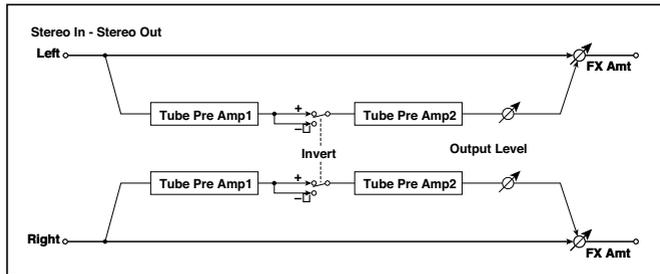 Stereo In - Stereo Out
Left
FX Amt
Tube Pre Amp1
+
–
Tube Pre Amp2
Invert
Output Level
Tube Pre Amp1
+
–
Tube Pre Amp2
Right
FX Amt